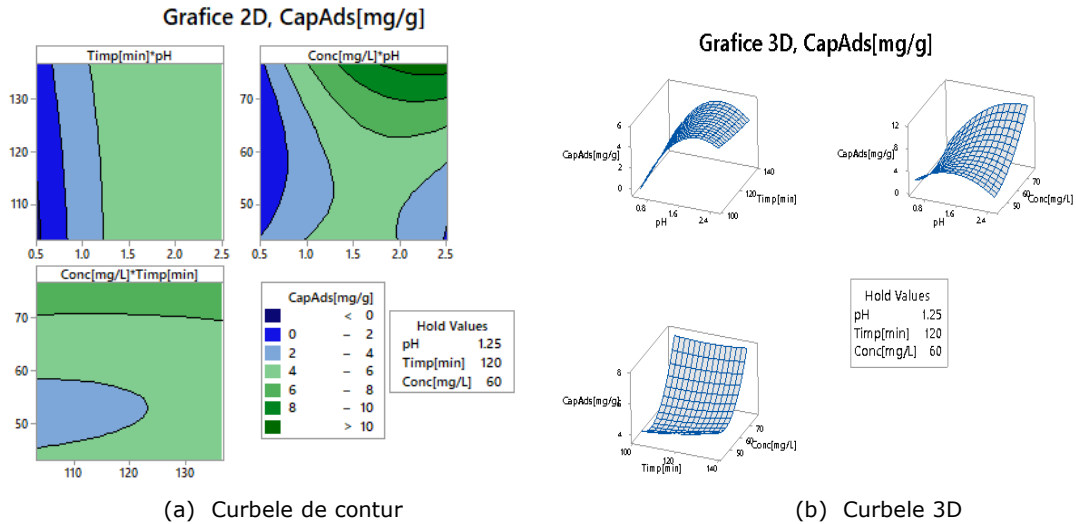 Grafice 2D, CapAds[mg/g]
Timp[min]*pH
130
120
110
0.5 1.0 1.5 2.0 2.5
Conc[mg/L]*pH
70
60
50
0.5 1.0 1.5 2.0 2.5
Conc[mg/L]*Timp[min]
70
60
50
110 120 130
CapAds[mg/g]
< 0
0 – 2
2 – 4
4 – 6
6 – 8
8 – 10
> 10
Hold Values
pH 1.25
Timp[min] 120
Conc[mg/L] 60
(a) Curbele de contur
Grafice 3D, CapAds[mg/g]
6
4
CapAds[mg/g]
2
0
0.8 1.6 2.4
pH
100 120 140
Timp[min]
12
8
CapAds[mg/g]
4
0
0.8 1.6 2.4
pH
50 60 70
Conc[mg/L]
8
CapAds[mg/g]
6
4
100 120 140
Timp[min]
50 60 70
Conc[mg/L]
Hold Values
pH 1.25
Timp[min] 120
Conc[mg/L] 60
(b) Curbele 3D